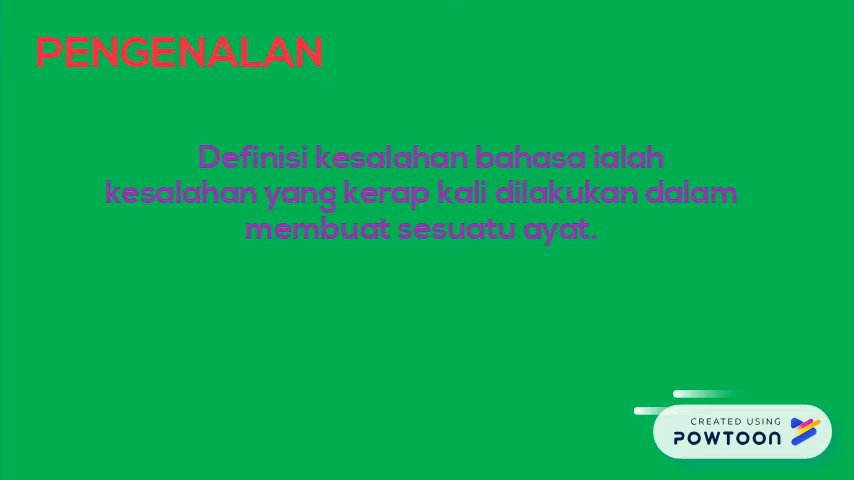 PENGENALAN
Definisi kesalahan bahasa ialah
kesalahan yang kerap kali dilakukan dalam
membuat sesuatu ayat.
CREATED USING
POWTOON